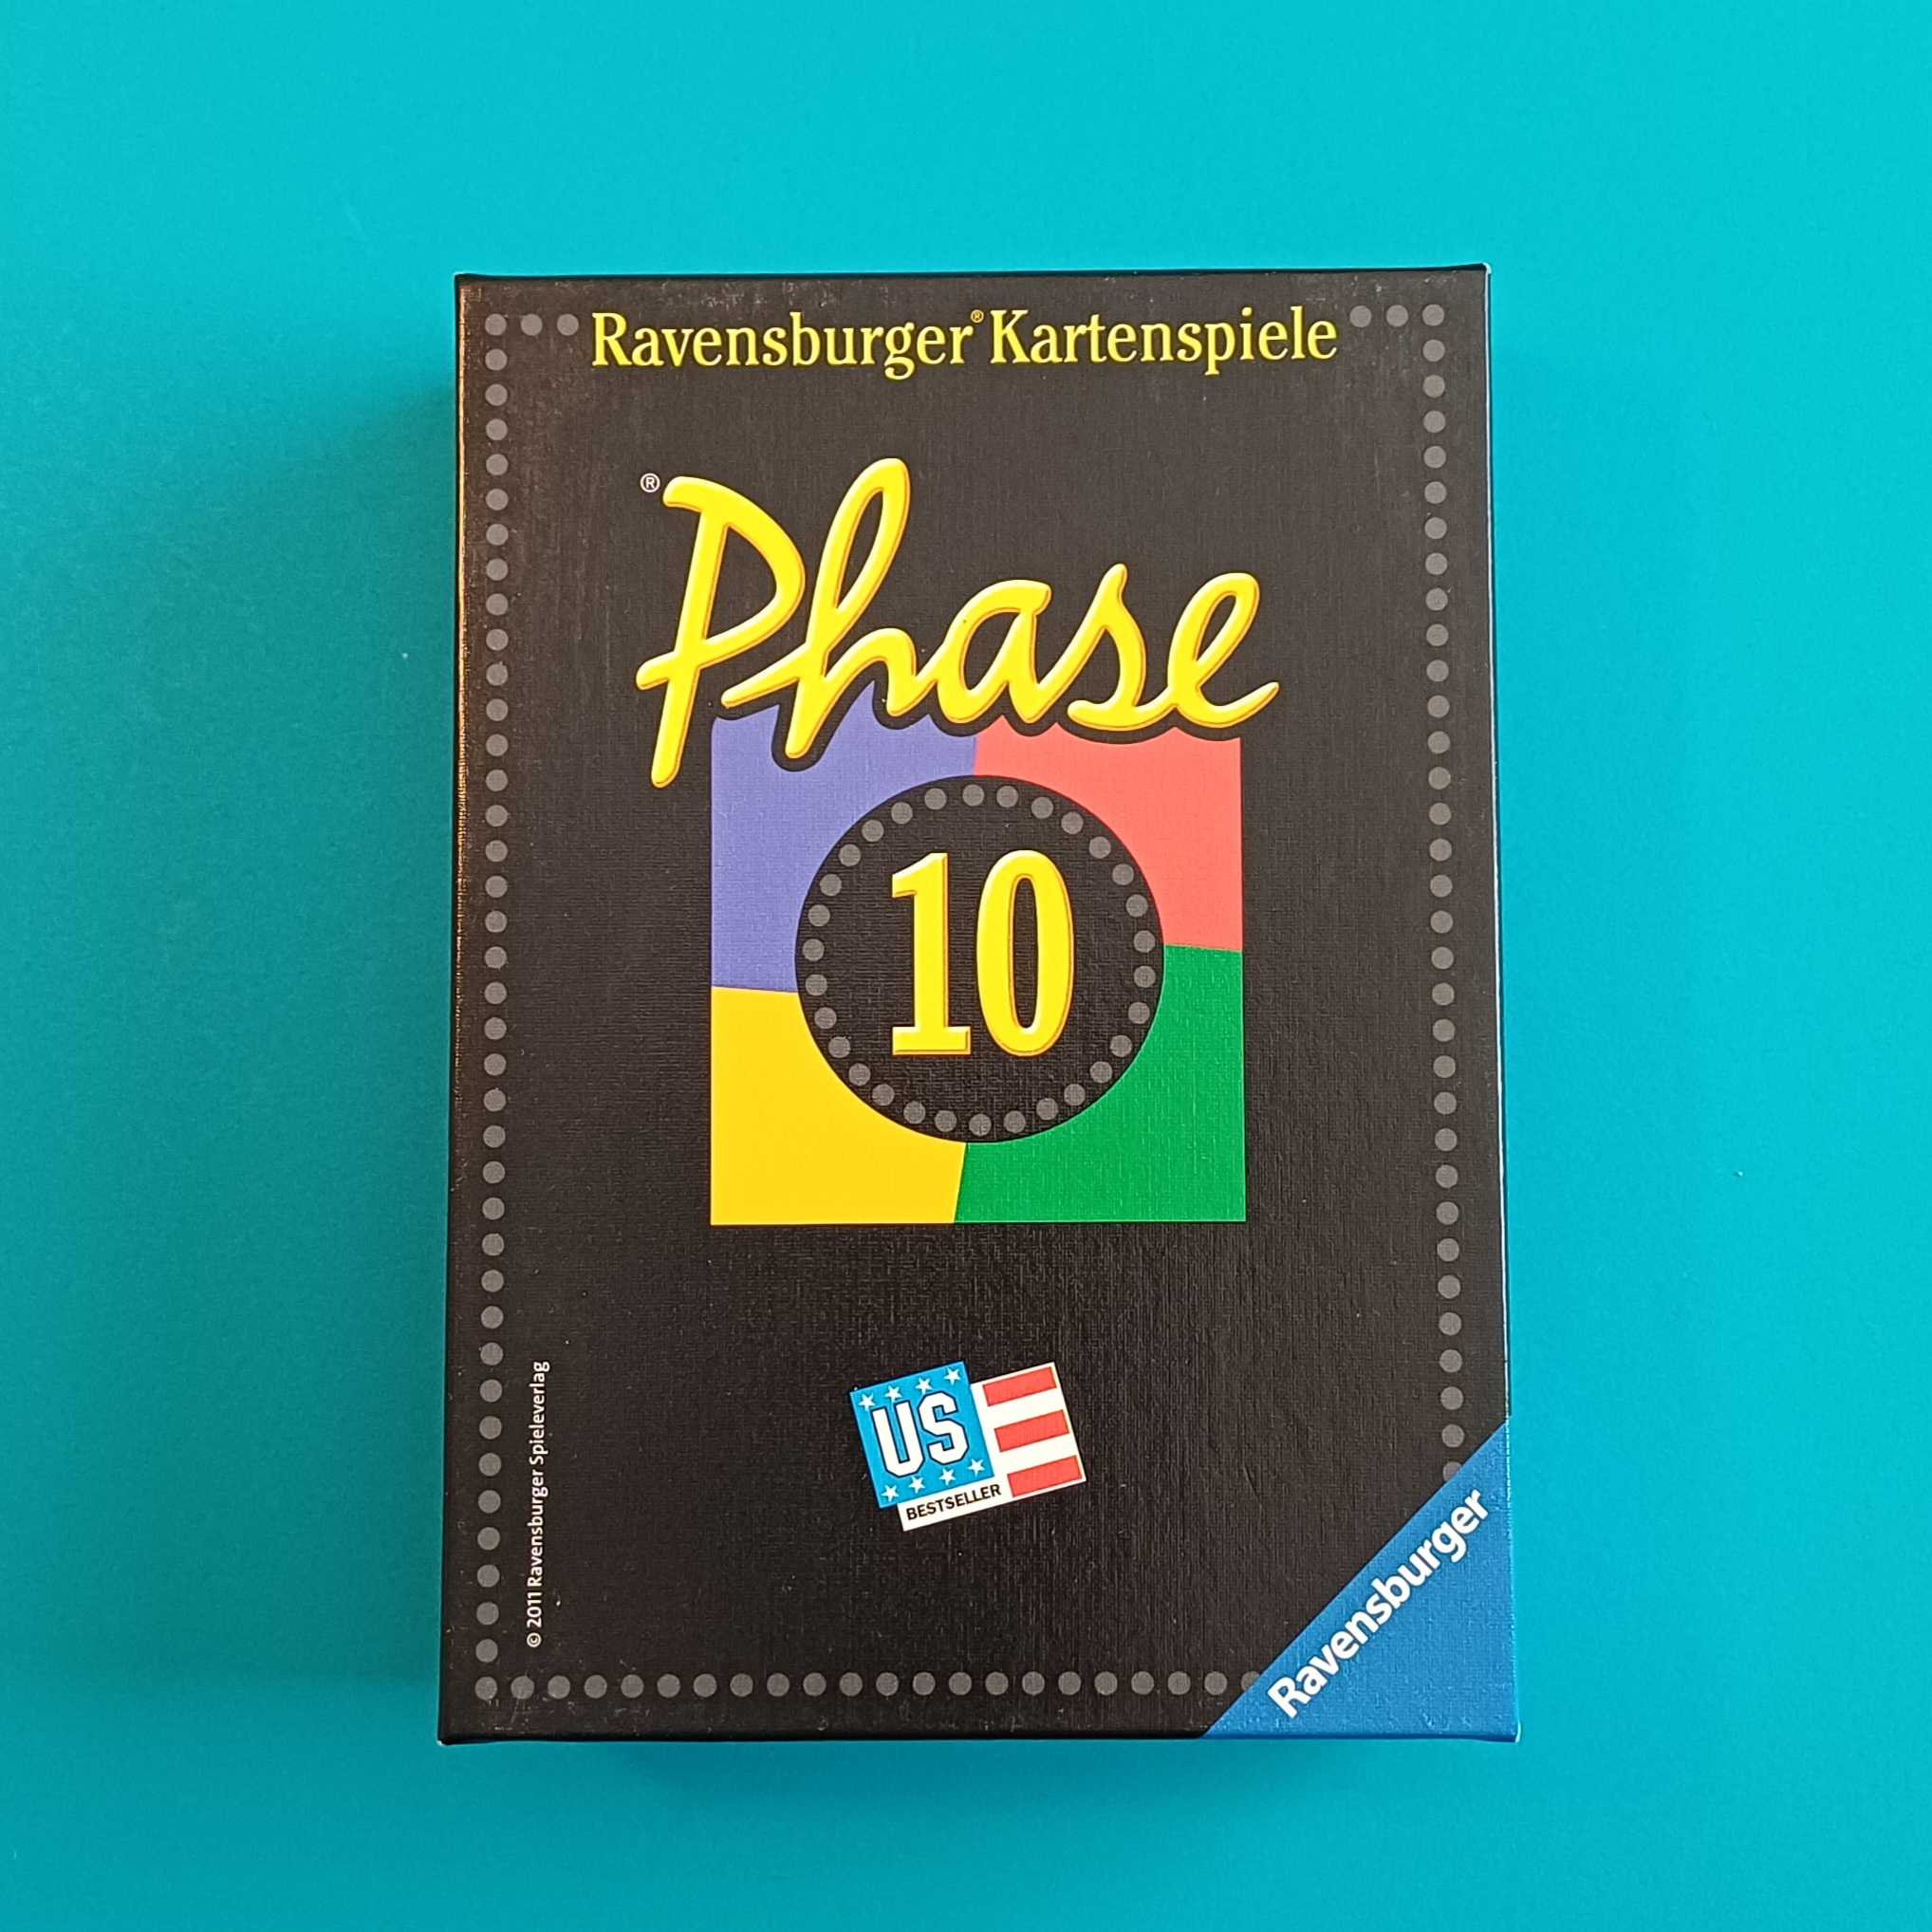 Ravensburger® Kartenspiele
®Phase
10
US
BESTSELLER
© 2011 Ravensburger Spieleverlag
Ravensburger